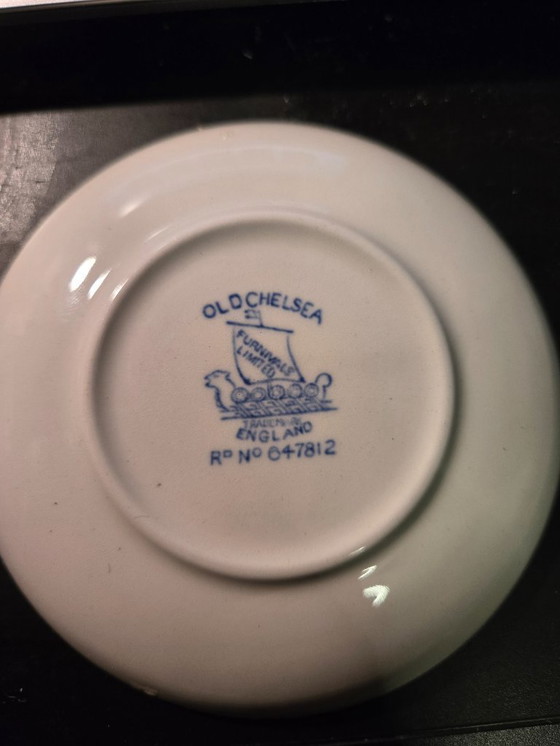 OLD CHELSEA
FURNIVALS
LIMITED
TRADE MARK
ENGLAND
Rᴰ Nº 647812